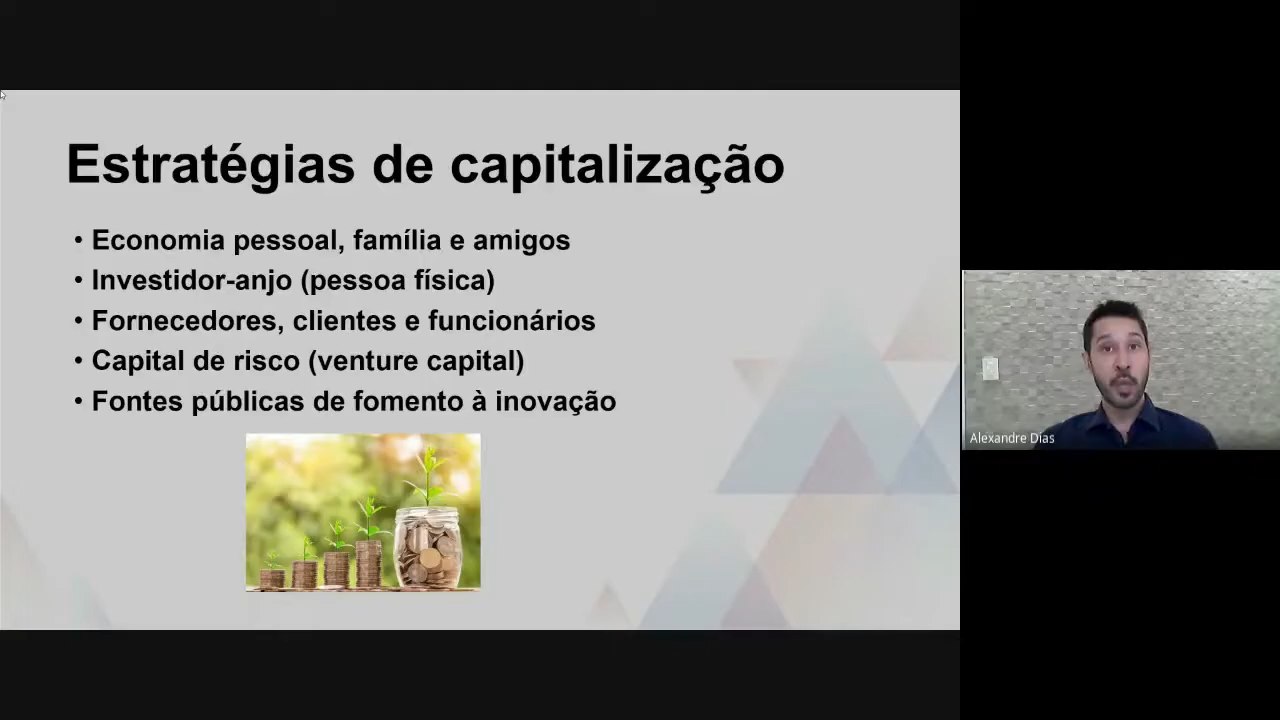 Estratégias de capitalização
• Economia pessoal, família e amigos
• Investidor-anjo (pessoa física)
• Fornecedores, clientes e funcionários
• Capital de risco (venture capital)
• Fontes públicas de fomento à inovação
Alexandre Dias